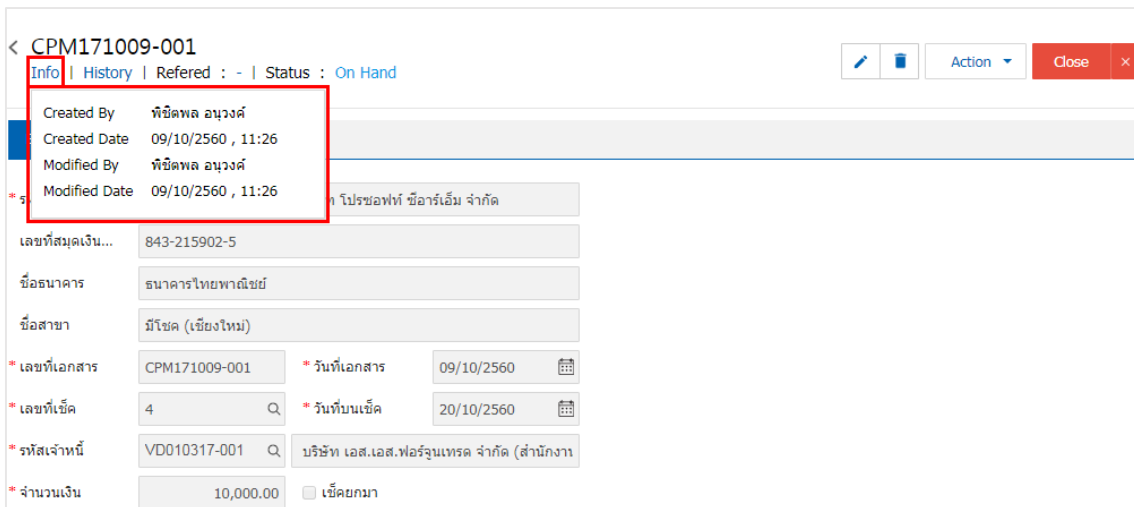 CPM171009-001
Info | History | Refered : - | Status : On Hand
Action
Close ×
Created By พิชิตพล อนุวงค์
Created Date 09/10/2560 , 11:26
Modified By พิชิตพล อนุวงค์
Modified Date 09/10/2560 , 11:26
* โปรซอฟท์ ซีอาร์เอ็ม จำกัด
เลขที่สมุดเงิน... 843-215902-5
ชื่อธนาคาร ธนาคารไทยพาณิชย์
ชื่อสาขา มีโชค (เชียงใหม่)
* เลขที่เอกสาร CPM171009-001 * วันที่เอกสาร 09/10/2560
* เลขที่เช็ค 4 * วันที่บนเช็ค 20/10/2560
* รหัสเจ้าหนี้ VD010317-001 บริษัท เอส.เอส.ฟอร์จูนเทรด จำกัด (สำนักงาน
* จำนวนเงิน 10,000.00 เช็คยกมา